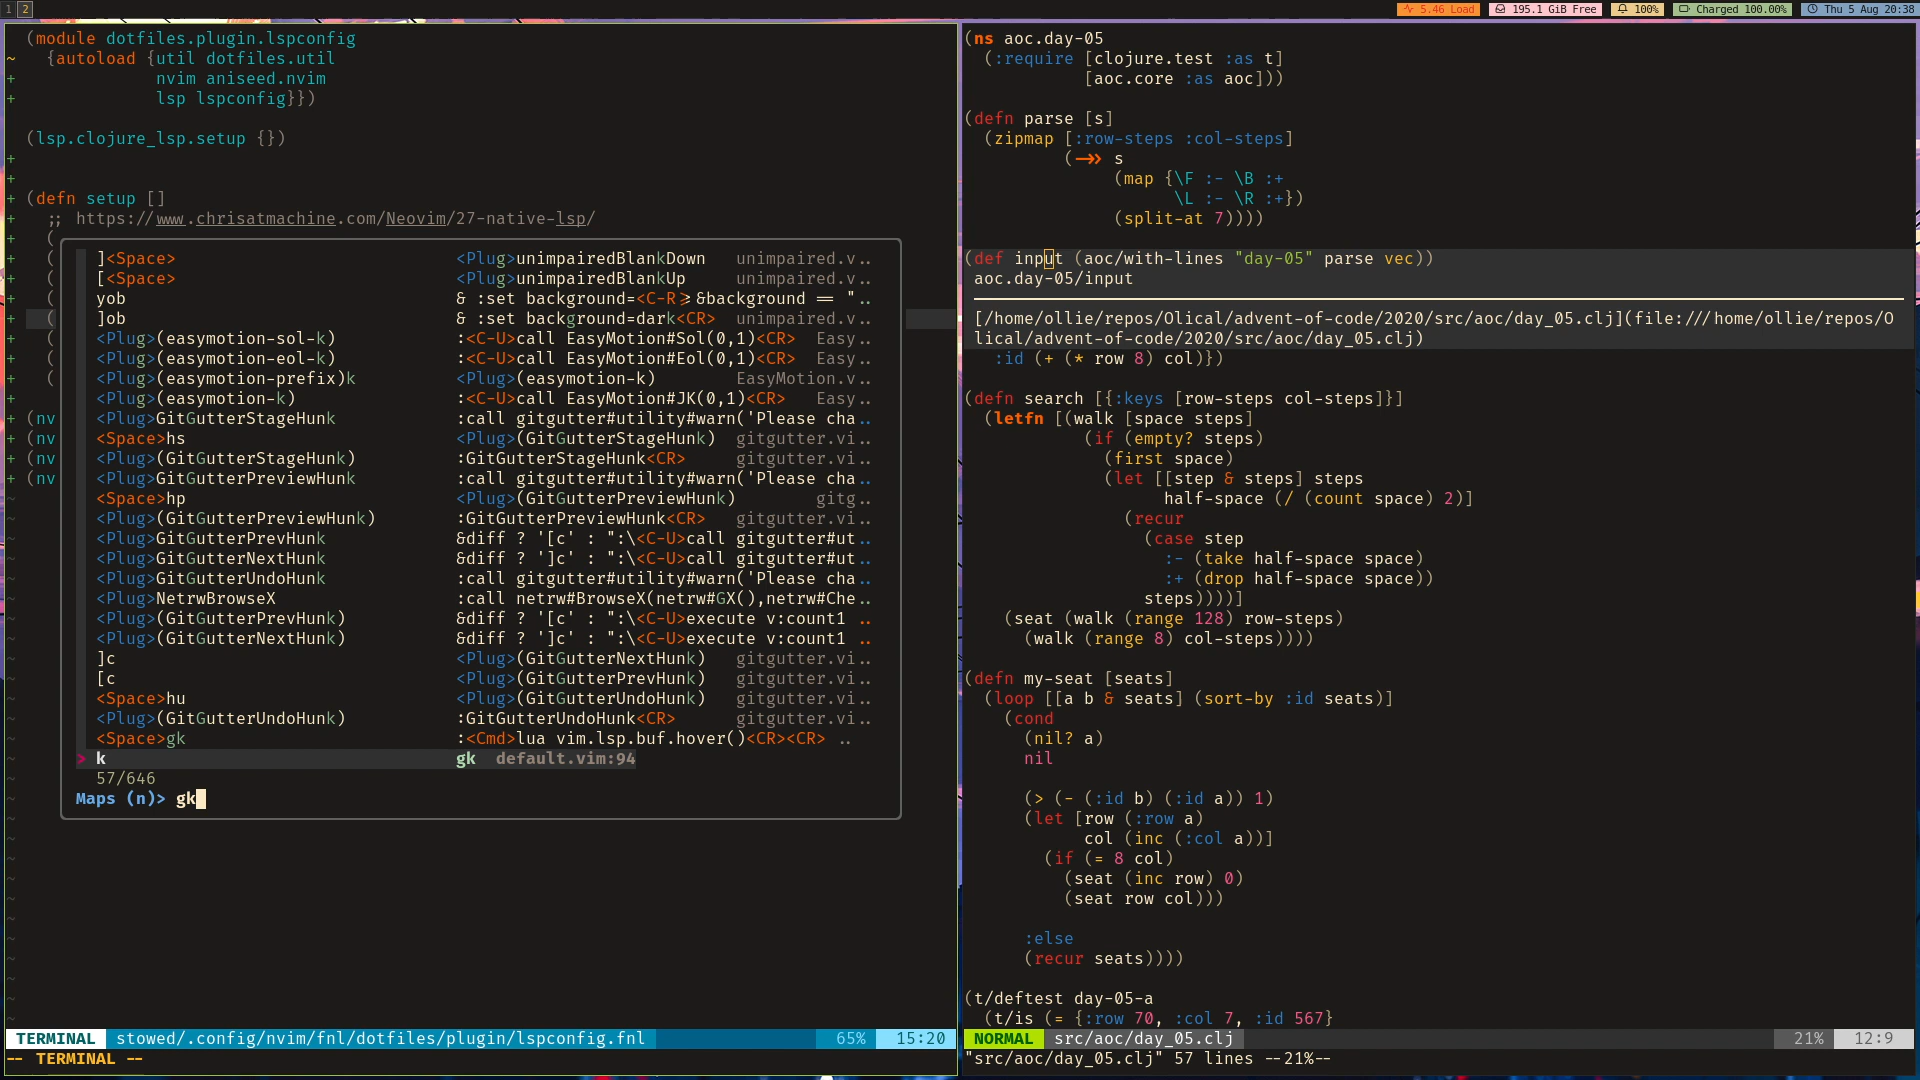 1 2
5.46 Load
195.1 GiB Free
100%
Charged 100.00%
Thu 5 Aug 20:38
(module dotfiles.plugin.lspconfig
~ {autoload {util dotfiles.util
+ nvim aniseed.nvim
+ lsp lspconfig}})
(lsp.clojure_lsp.setup {})
+
+
+ (defn setup []
+ ;; https://www.chrisatmachine.com/Neovim/27-native-lsp/
+ (
+ (
+ (
+ (
+ (
+ (
+ (
+ (
+
+ (nv
+ (nv
+ (nv
+ (nv
]<Space> <Plug>unimpairedBlankDown unimpaired.v..
[<Space> <Plug>unimpairedBlankUp unimpaired.v..
yob & :set background=<C-R>=&background == "..
]ob & :set background=dark<CR> unimpaired.v..
<Plug>(easymotion-sol-k) :<C-U>call EasyMotion#Sol(0,1)<CR> Easy..
<Plug>(easymotion-eol-k) :<C-U>call EasyMotion#Eol(0,1)<CR> Easy..
<Plug>(easymotion-prefix)k <Plug>(easymotion-k) EasyMotion.v..
<Plug>(easymotion-k) :<C-U>call EasyMotion#JK(0,1)<CR> Easy..
<Plug>GitGutterStageHunk :call gitgutter#utility#warn('Please cha..
<Space>hs <Plug>(GitGutterStageHunk) gitgutter.vi..
<Plug>(GitGutterStageHunk) :GitGutterStageHunk<CR> gitgutter.vi..
<Plug>GitGutterPreviewHunk :call gitgutter#utility#warn('Please cha..
<Space>hp <Plug>(GitGutterPreviewHunk) gitg..
<Plug>(GitGutterPreviewHunk) :GitGutterPreviewHunk<CR> gitgutter.vi..
<Plug>GitGutterPrevHunk &diff ? '[c' : ":\<C-U>call gitgutter#ut..
<Plug>GitGutterNextHunk &diff ? ']c' : ":\<C-U>call gitgutter#ut..
<Plug>GitGutterUndoHunk :call gitgutter#utility#warn('Please cha..
<Plug>NetrwBrowseX :call netrw#BrowseX(netrw#GX(),netrw#Che..
<Plug>(GitGutterPrevHunk) &diff ? '[c' : ":\<C-U>execute v:count1 ..
<Plug>(GitGutterNextHunk) &diff ? ']c' : ":\<C-U>execute v:count1 ..
]c <Plug>(GitGutterNextHunk) gitgutter.vi..
[c <Plug>(GitGutterPrevHunk) gitgutter.vi..
<Space>hu <Plug>(GitGutterUndoHunk) gitgutter.vi..
<Plug>(GitGutterUndoHunk) :GitGutterUndoHunk<CR> gitgutter.vi..
<Space>gk :<Cmd>lua vim.lsp.buf.hover()<CR><CR> ..
> k gk default.vim:94
57/646
Maps (n)> gk
TERMINAL stowed/.config/nvim/fnl/dotfiles/plugin/lspconfig.fnl 65% 15:20
-- TERMINAL --
(ns aoc.day-05
(:require [clojure.test :as t]
[aoc.core :as aoc]))
(defn parse [s]
(zipmap [:row-steps :col-steps]
(->> s
(map {\F :- \B :+
\L :- \R :+})
(split-at 7))))
(def input (aoc/with-lines "day-05" parse vec))
aoc.day-05/input
[/home/ollie/repos/Olical/advent-of-code/2020/src/aoc/day_05.clj](file:///home/ollie/repos/O
lical/advent-of-code/2020/src/aoc/day_05.clj)
:id (+ (* row 8) col)})
(defn search [{:keys [row-steps col-steps]}]
(letfn [(walk [space steps]
(if (empty? steps)
(first space)
(let [[step & steps] steps
half-space (/ (count space) 2)]
(recur
(case step
:- (take half-space space)
:+ (drop half-space space))
steps))))]
(seat (walk (range 128) row-steps)
(walk (range 8) col-steps))))
(defn my-seat [seats]
(loop [[a b & seats] (sort-by :id seats)]
(cond
(nil? a)
nil
(> (- (:id b) (:id a)) 1)
(let [row (:row a)
col (inc (:col a))]
(if (= 8 col)
(seat (inc row) 0)
(seat row col)))
:else
(recur seats))))
(t/deftest day-05-a
(t/is (= {:row 70, :col 7, :id 567}
NORMAL src/aoc/day_05.clj 21% 12:9
"src/aoc/day_05.clj" 57 lines --21%--